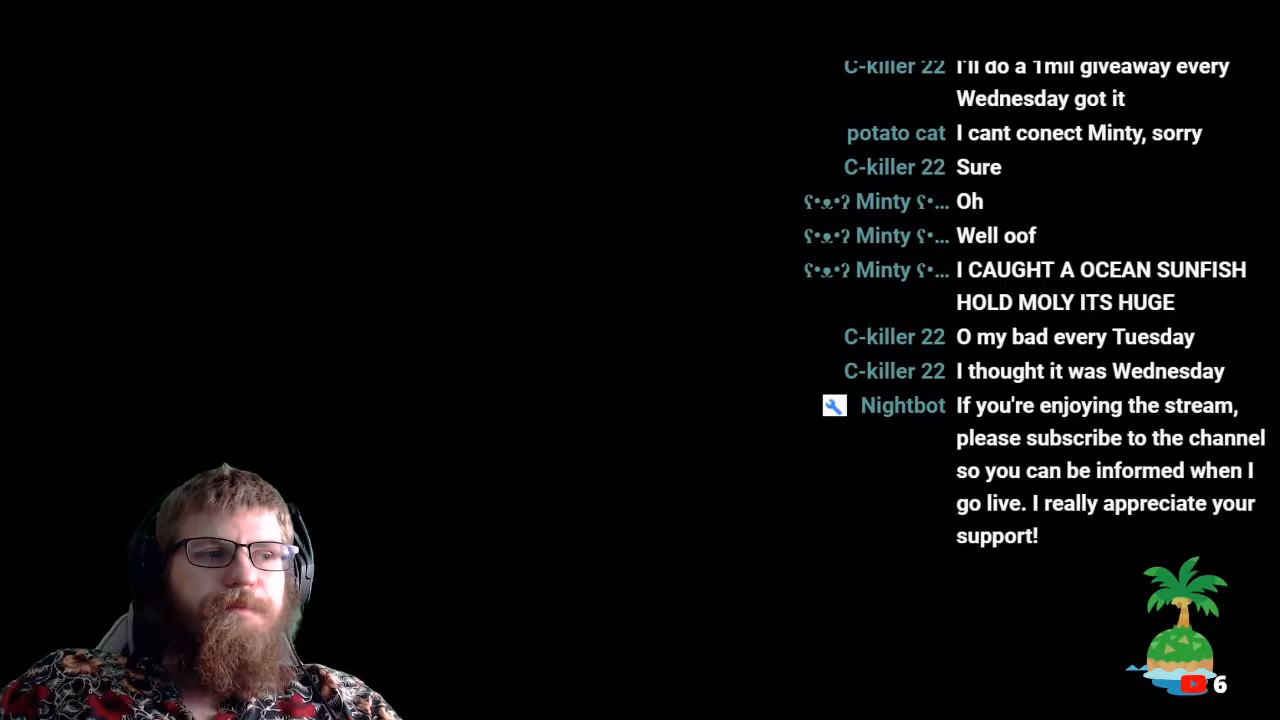 C-killer 22 I'll do a 1mil giveaway every
Wednesday got it
potato cat I cant conect Minty, sorry
C-killer 22 Sure
ʕ•ᴥ•ʔ Minty ʕ•… Oh
ʕ•ᴥ•ʔ Minty ʕ•… Well oof
ʕ•ᴥ•ʔ Minty ʕ•… I CAUGHT A OCEAN SUNFISH
HOLD MOLY ITS HUGE
C-killer 22 O my bad every Tuesday
C-killer 22 I thought it was Wednesday
Nightbot If you're enjoying the stream,
please subscribe to the channel
so you can be informed when I
go live. I really appreciate your
support!
6